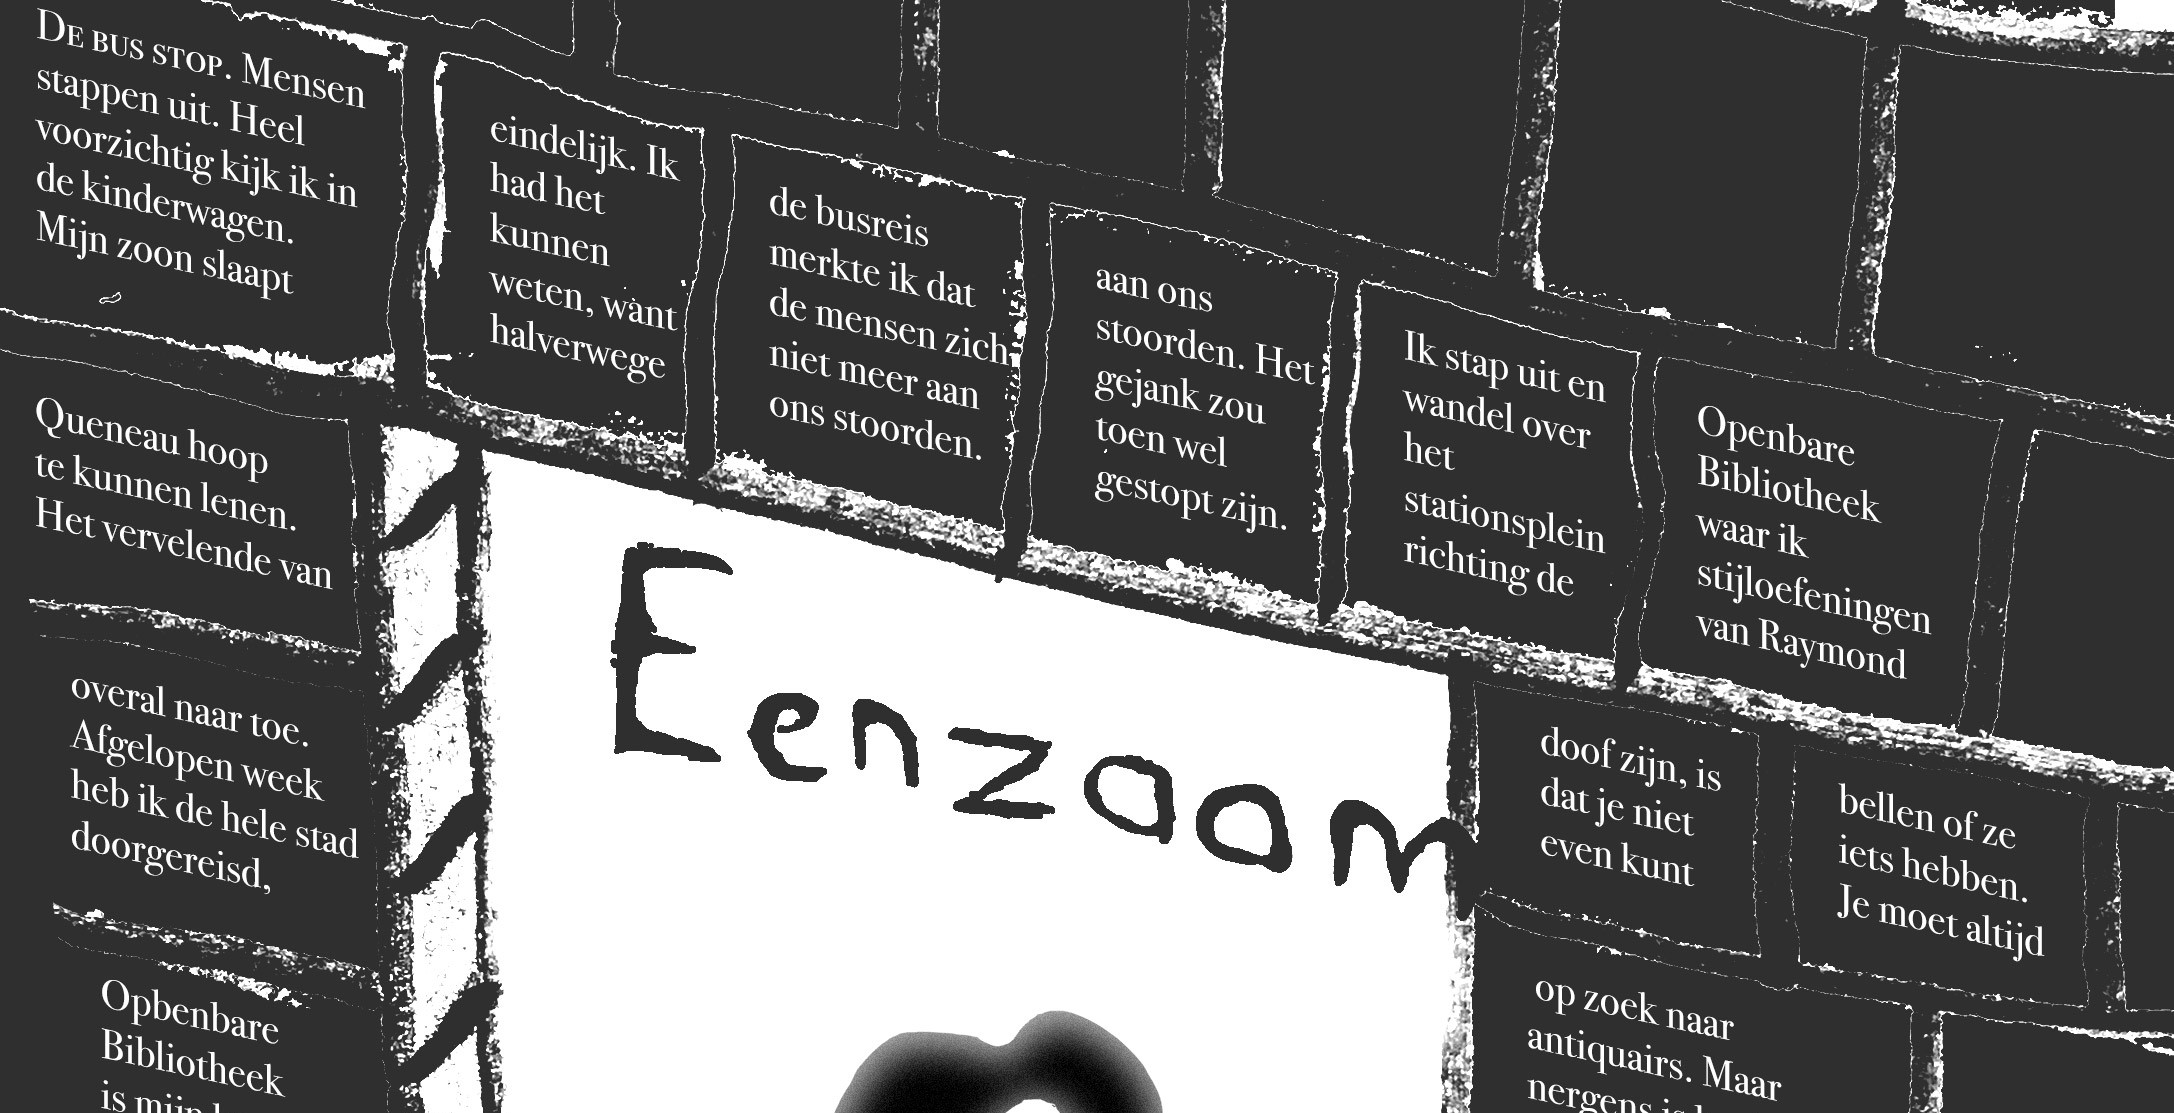 DE BUS STOP. Mensen
stappen uit. Heel
voorzichtig kijk ik in
de kinderwagen.
Mijn zoon slaapt
eindelijk. Ik
had het
kunnen
weten, want
halverwege
de busreis
merkte ik dat
de mensen zich
niet meer aan
ons stoorden.
aan ons
stoorden. Het
gejank zou
toen wel
gestopt zijn.
Ik stap uit en
wandel over
het
stationsplein
richting de
Openbare
Bibliotheek
waar ik
stijloefeningen
van Raymond
Queneau hoop
te kunnen lenen.
Het vervelende van
Eenzaam
doof zijn, is
dat je niet
even kunt
bellen of ze
iets hebben.
Je moet altijd
overal naar toe.
Afgelopen week
heb ik de hele stad
doorgereisd,
op zoek naar
antiquairs. Maar
nergens
Opbenbare
Bibliotheek
is mijn